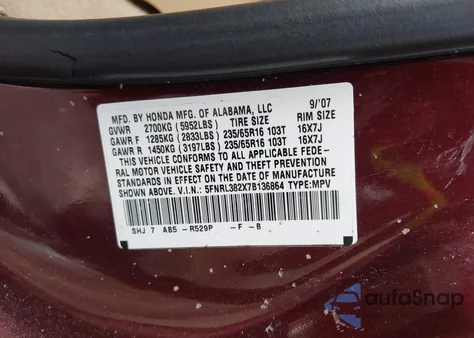 MFD. BY HONDA MFG. OF ALABAMA, LLC 9/'07
GVWR 2700KG (5952LBS) TIRE SIZE RIM SIZE
GAWR F 1285KG (2833LBS) 235/65R16 103T 16X7J
GAWR R 1450KG (3197LBS) 235/65R16 103T 16X7J
THIS VEHICLE CONFORMS TO ALL APPLICABLE FEDE-
RAL MOTOR VEHICLE SAFETY AND THEFT PREVENTION
STANDARDS IN EFFECT ON THE DATE OF MANUFACTURE
SHOWN ABOVE. V.I.N.: 5FNRL382X7B136864 TYPE: MPV
SHJ 7 AB5 -R529P -F -B
autoSnap